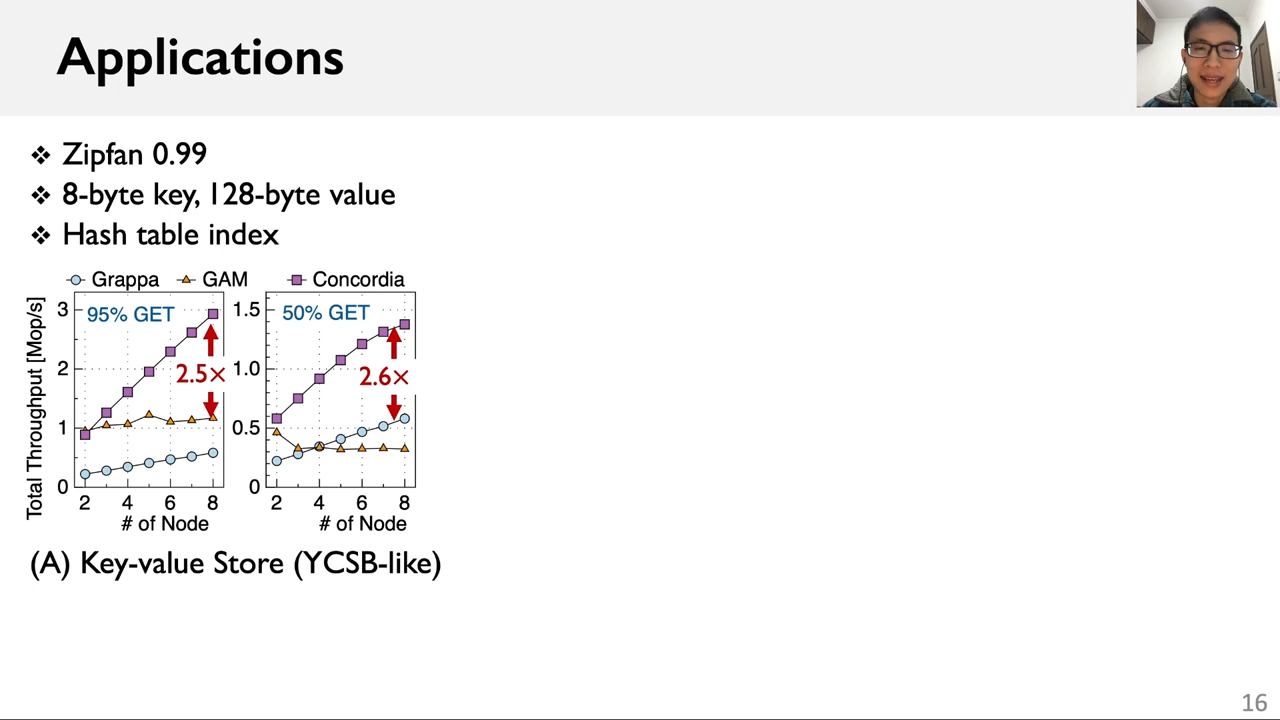 Applications
❖ Zipfan 0.99
❖ 8-byte key, 128-byte value
❖ Hash table index
Grappa GAM Concordia
Total Throughput [Mop/s]
95% GET
3
2
1
0
2.5×
2 4 6 8
# of Node
50% GET
1.5
1.0
0.5
0
2.6×
2 4 6 8
# of Node
(A) Key-value Store (YCSB-like)
16